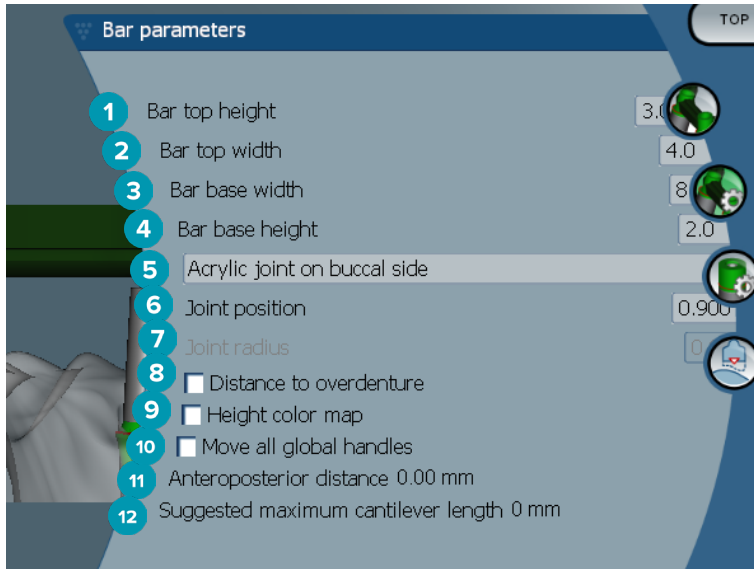 Bar parameters
TOP
1 Bar top height 3.0
2 Bar top width 4.0
3 Bar base width 8
4 Bar base height 2.0
5 Acrylic joint on buccal side
6 Joint position 0.900
7 Joint radius 0
8 Distance to overdenture
9 Height color map
10 Move all global handles
11 Anteroposterior distance 0.00 mm
12 Suggested maximum cantilever length 0 mm